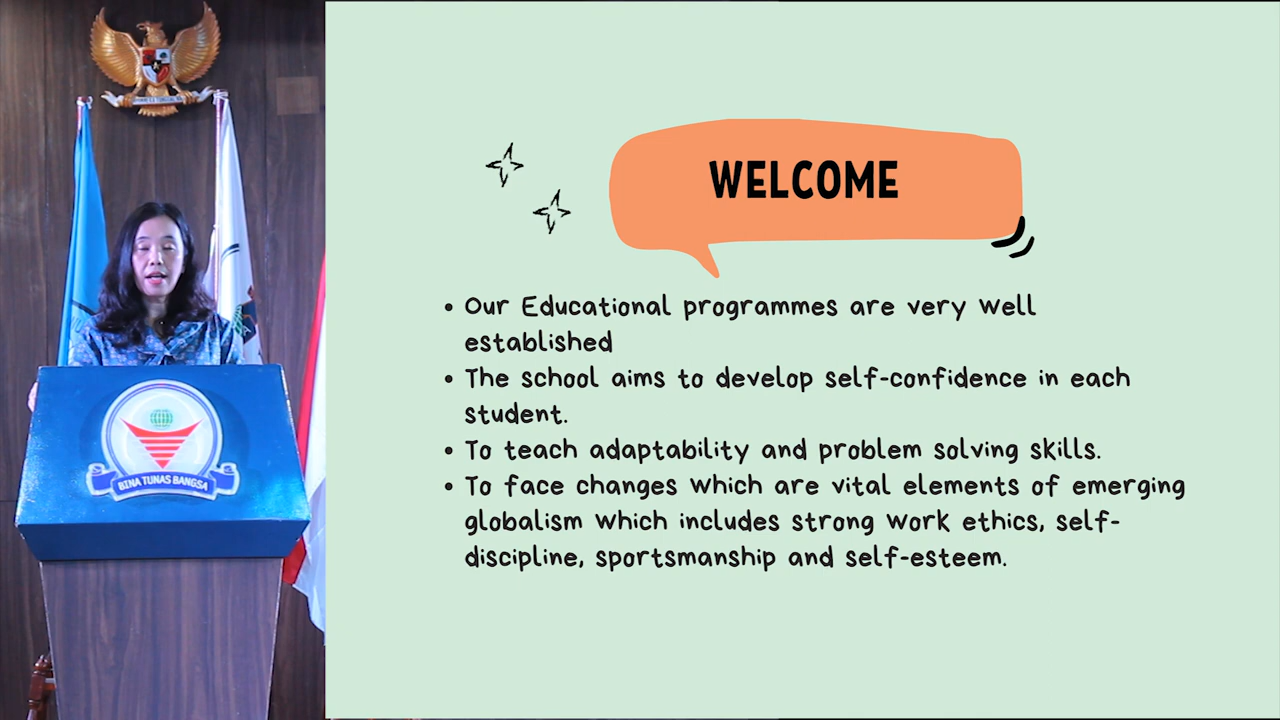 WELCOME
• Our Educational programmes are very well
established
• The school aims to develop self-confidence in each
student.
• To teach adaptability and problem solving skills.
• To face changes which are vital elements of emerging
globalism which includes strong work ethics, self-
discipline, sportsmanship and self-esteem.
BINA TUNAS BANGSA